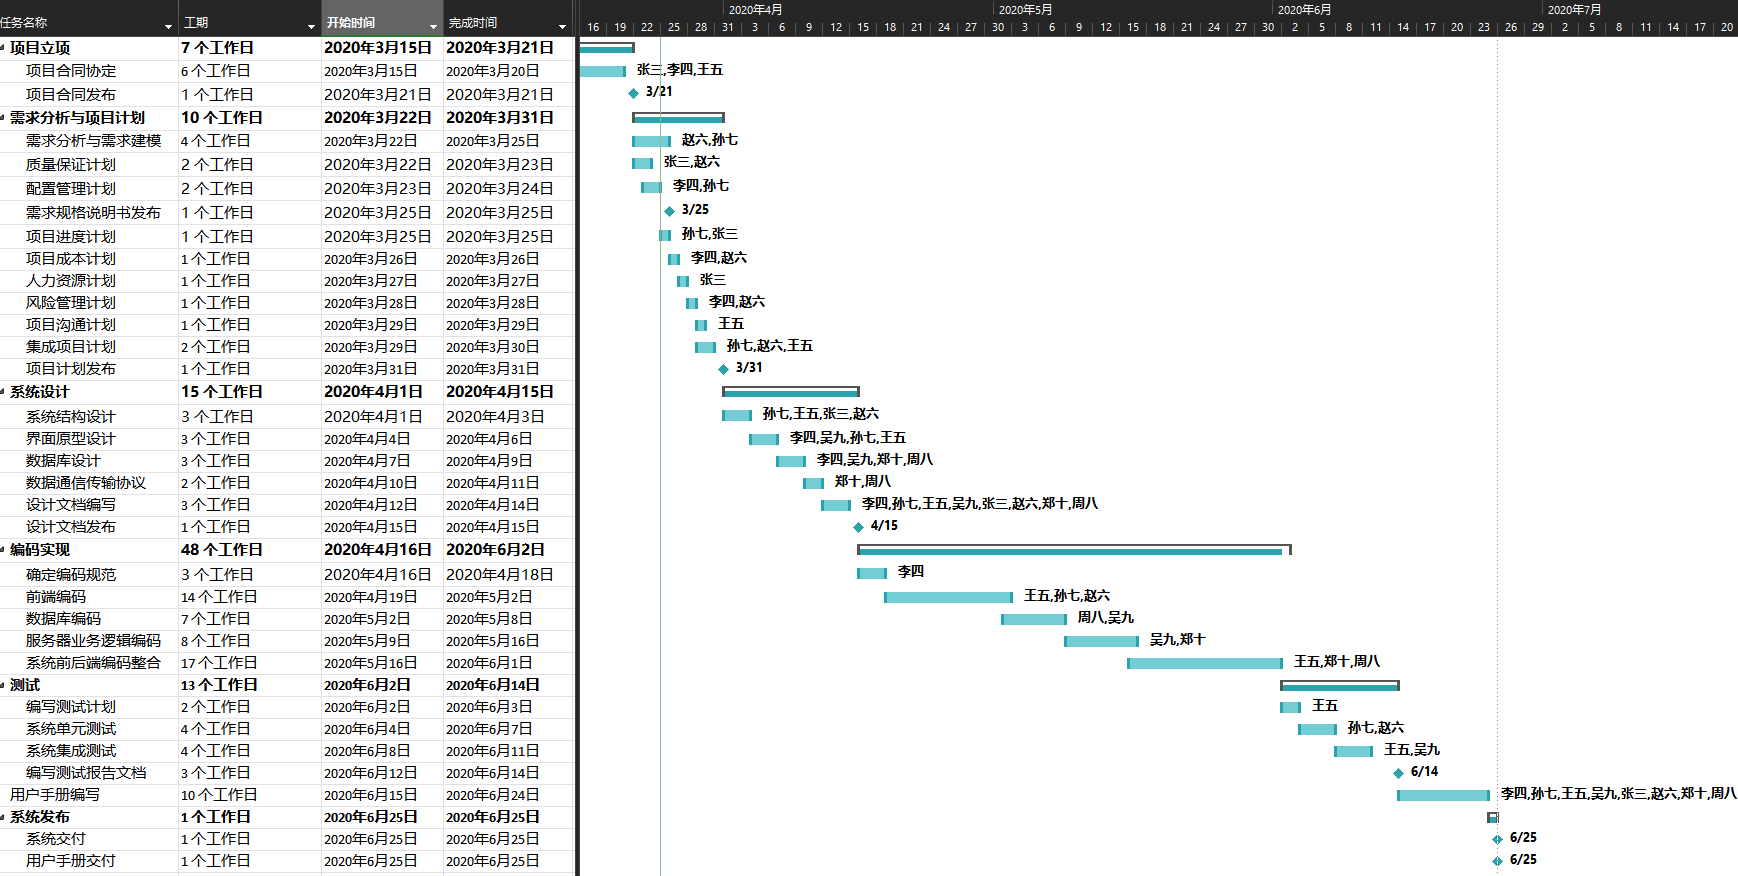 任务名称 工期 开始时间 完成时间 2020年4月 2020年5月 2020年6月 2020年7月
16 19 22 25 28 31 3 6 9 12 15 18 21 24 27 30 3 6 9 12 15 18 21 24 27 30 2 5 8 11 14 17 20 23 26 29 2 5 8 11 14 17 20
项目立项 7 个工作日 2020年3月15日 2020年3月21日
项目合同协定 6 个工作日 2020年3月15日 2020年3月20日 张三,李四,王五
项目合同发布 1 个工作日 2020年3月21日 2020年3月21日 3/21
需求分析与项目计划 10 个工作日 2020年3月22日 2020年3月31日
需求分析与需求建模 4 个工作日 2020年3月22日 2020年3月25日 赵六,孙七
质量保证计划 2 个工作日 2020年3月22日 2020年3月23日 张三,赵六
配置管理计划 2 个工作日 2020年3月23日 2020年3月24日 李四,孙七
需求规格说明书发布 1 个工作日 2020年3月25日 2020年3月25日 3/25
项目进度计划 1 个工作日 2020年3月25日 2020年3月25日 孙七,张三
项目成本计划 1 个工作日 2020年3月26日 2020年3月26日 李四,赵六
人力资源计划 1 个工作日 2020年3月27日 2020年3月27日 张三
风险管理计划 1 个工作日 2020年3月28日 2020年3月28日 李四,赵六
项目沟通计划 1 个工作日 2020年3月29日 2020年3月29日 王五
集成项目计划 2 个工作日 2020年3月29日 2020年3月30日 孙七,赵六,王五
项目计划发布 1 个工作日 2020年3月31日 2020年3月31日 3/31
系统设计 15 个工作日 2020年4月1日 2020年4月15日
系统结构设计 3 个工作日 2020年4月1日 2020年4月3日 孙七,王五,张三,赵六
界面原型设计 3 个工作日 2020年4月4日 2020年4月6日 李四,吴九,孙七,王五
数据库设计 3 个工作日 2020年4月7日 2020年4月9日 李四,吴九,郑十,周八
数据通信传输协议 2 个工作日 2020年4月10日 2020年4月11日 郑十,周八
设计文档编写 3 个工作日 2020年4月12日 2020年4月14日 李四,孙七,王五,吴九,张三,赵六,郑十,周八
设计文档发布 1 个工作日 2020年4月15日 2020年4月15日 4/15
编码实现 48 个工作日 2020年4月16日 2020年6月2日
确定编码规范 3 个工作日 2020年4月16日 2020年4月18日 李四
前端编码 14 个工作日 2020年4月19日 2020年5月2日 王五,孙七,赵六
数据库编码 7 个工作日 2020年5月2日 2020年5月8日 周八,吴九
服务器业务逻辑编码 8 个工作日 2020年5月9日 2020年5月16日 吴九,郑十
系统前后端编码整合 17 个工作日 2020年5月16日 2020年6月1日 王五,郑十,周八
测试 13 个工作日 2020年6月2日 2020年6月14日
编写测试计划 2 个工作日 2020年6月2日 2020年6月3日 王五
系统单元测试 4 个工作日 2020年6月4日 2020年6月7日 孙七,赵六
系统集成测试 4 个工作日 2020年6月8日 2020年6月11日 王五,吴九
编写测试报告文档 3 个工作日 2020年6月12日 2020年6月14日 6/14
用户手册编写 10 个工作日 2020年6月15日 2020年6月24日 李四,孙七,王五,吴九,张三,赵六,郑十,周八
系统发布 1 个工作日 2020年6月25日 2020年6月25日
系统交付 1 个工作日 2020年6月25日 2020年6月25日 6/25
用户手册交付 1 个工作日 2020年6月25日 2020年6月25日 6/25